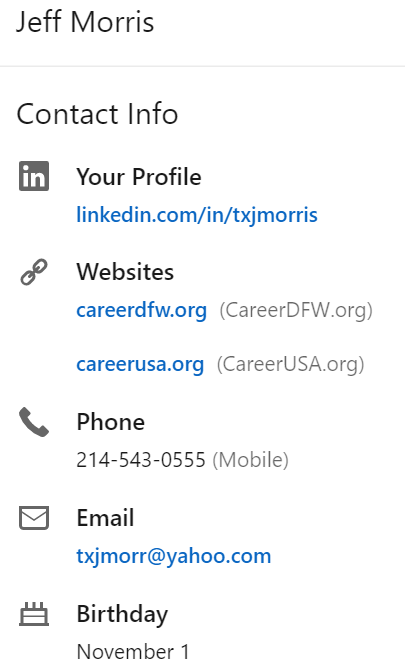 Jeff Morris
Contact Info
in
Your Profile
linkedin.com/in/txjmorris
Websites
careerdfw.org (CareerDFW.org)
careerusa.org (CareerUSA.org)
Phone
214-543-0555 (Mobile)
Email
txjmorr@yahoo.com
Birthday
November 1